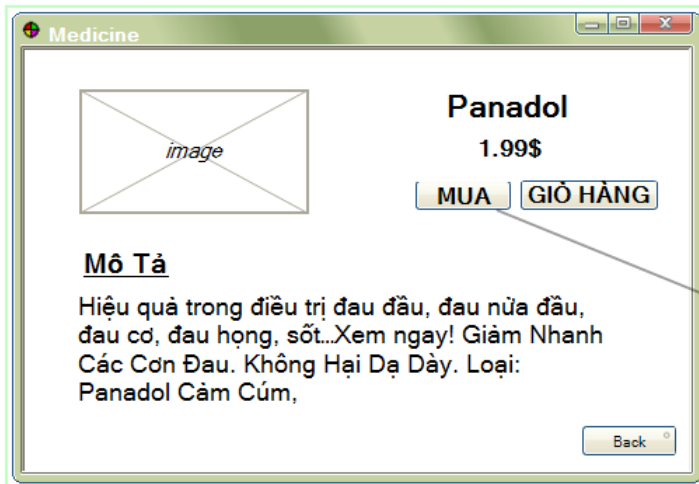 Medicine
image
Panadol
1.99$
MUA
GIỎ HÀNG
Mô Tả
Hiệu quả trong điều trị đau đầu, đau nửa đầu,
đau cơ, đau họng, sốt...Xem ngay! Giảm Nhanh
Các Cơn Đau. Không Hại Dạ Dày. Loại:
Panadol Cảm Cúm,
Back